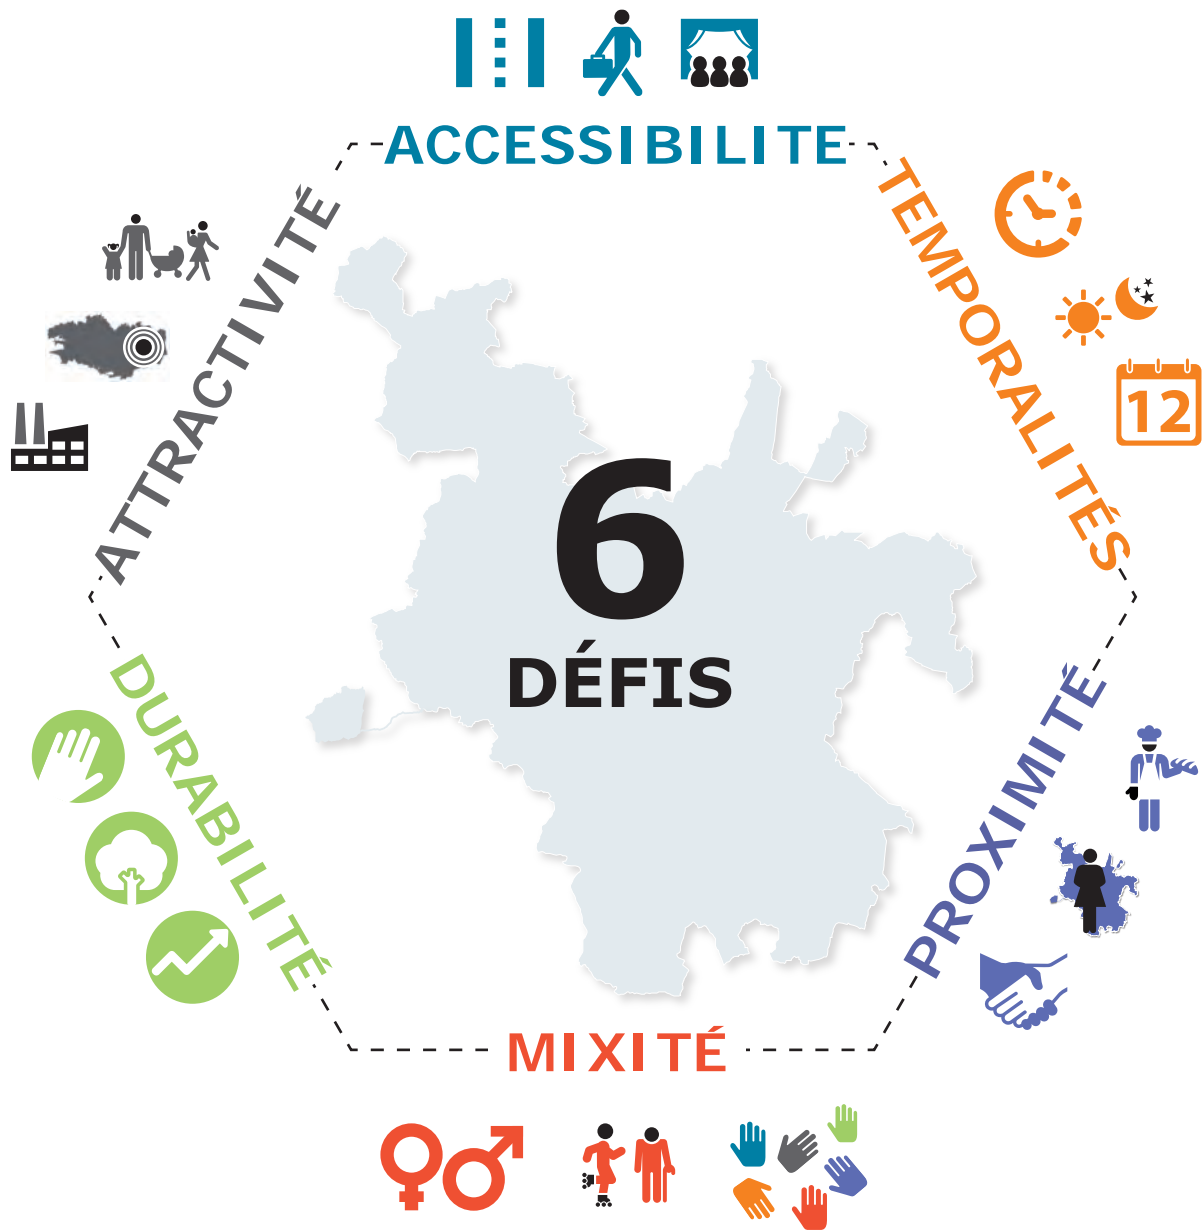 ACCESSIBILITE
TEMPORALITÉS
12
ATTRACTIVITÉ
6
DÉFIS
DURABILITÉ
PROXIMITÉ
MIXITÉ